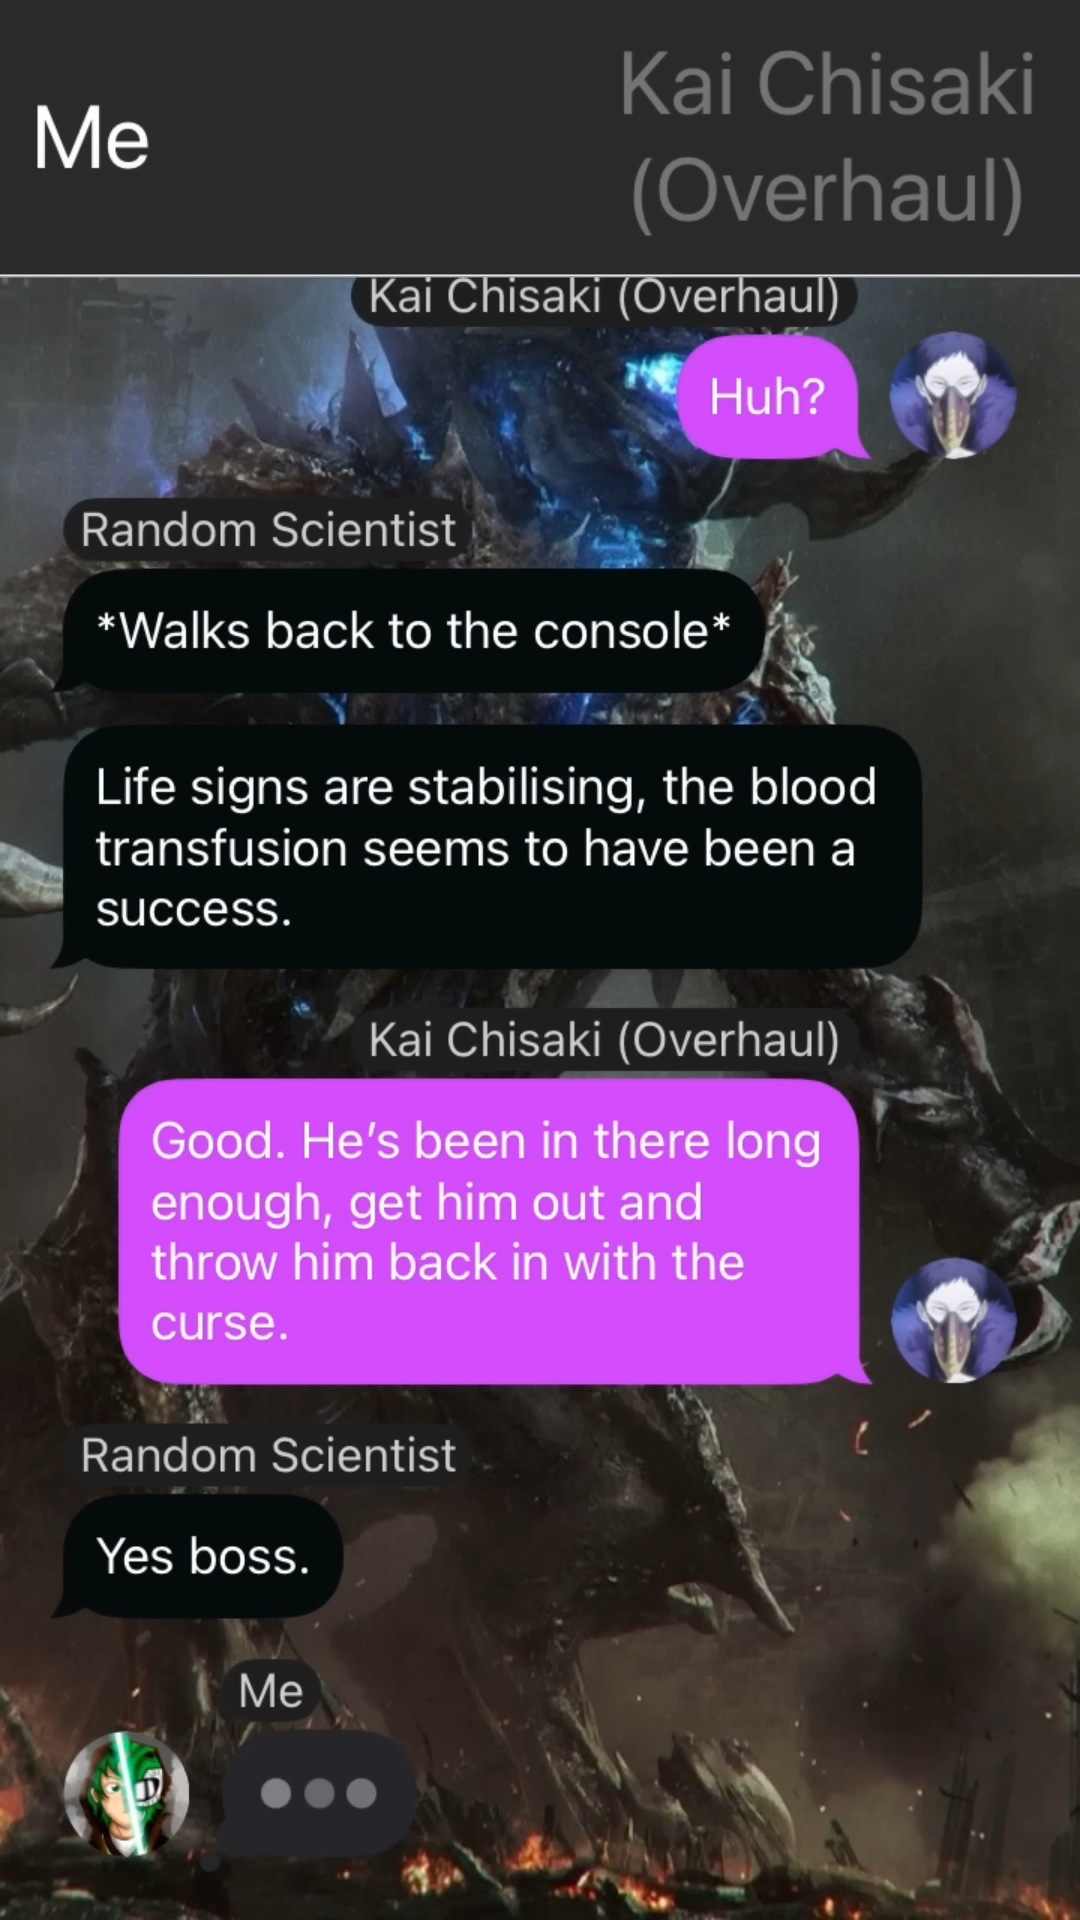 Me
Kai Chisaki
(Overhaul)
Kai Chisaki (Overhaul)
Huh?
Random Scientist
*Walks back to the console*
Life signs are stabilising, the blood
transfusion seems to have been a
success.
Kai Chisaki (Overhaul)
Good. He’s been in there long
enough, get him out and
throw him back in with the
curse.
Random Scientist
Yes boss.
Me